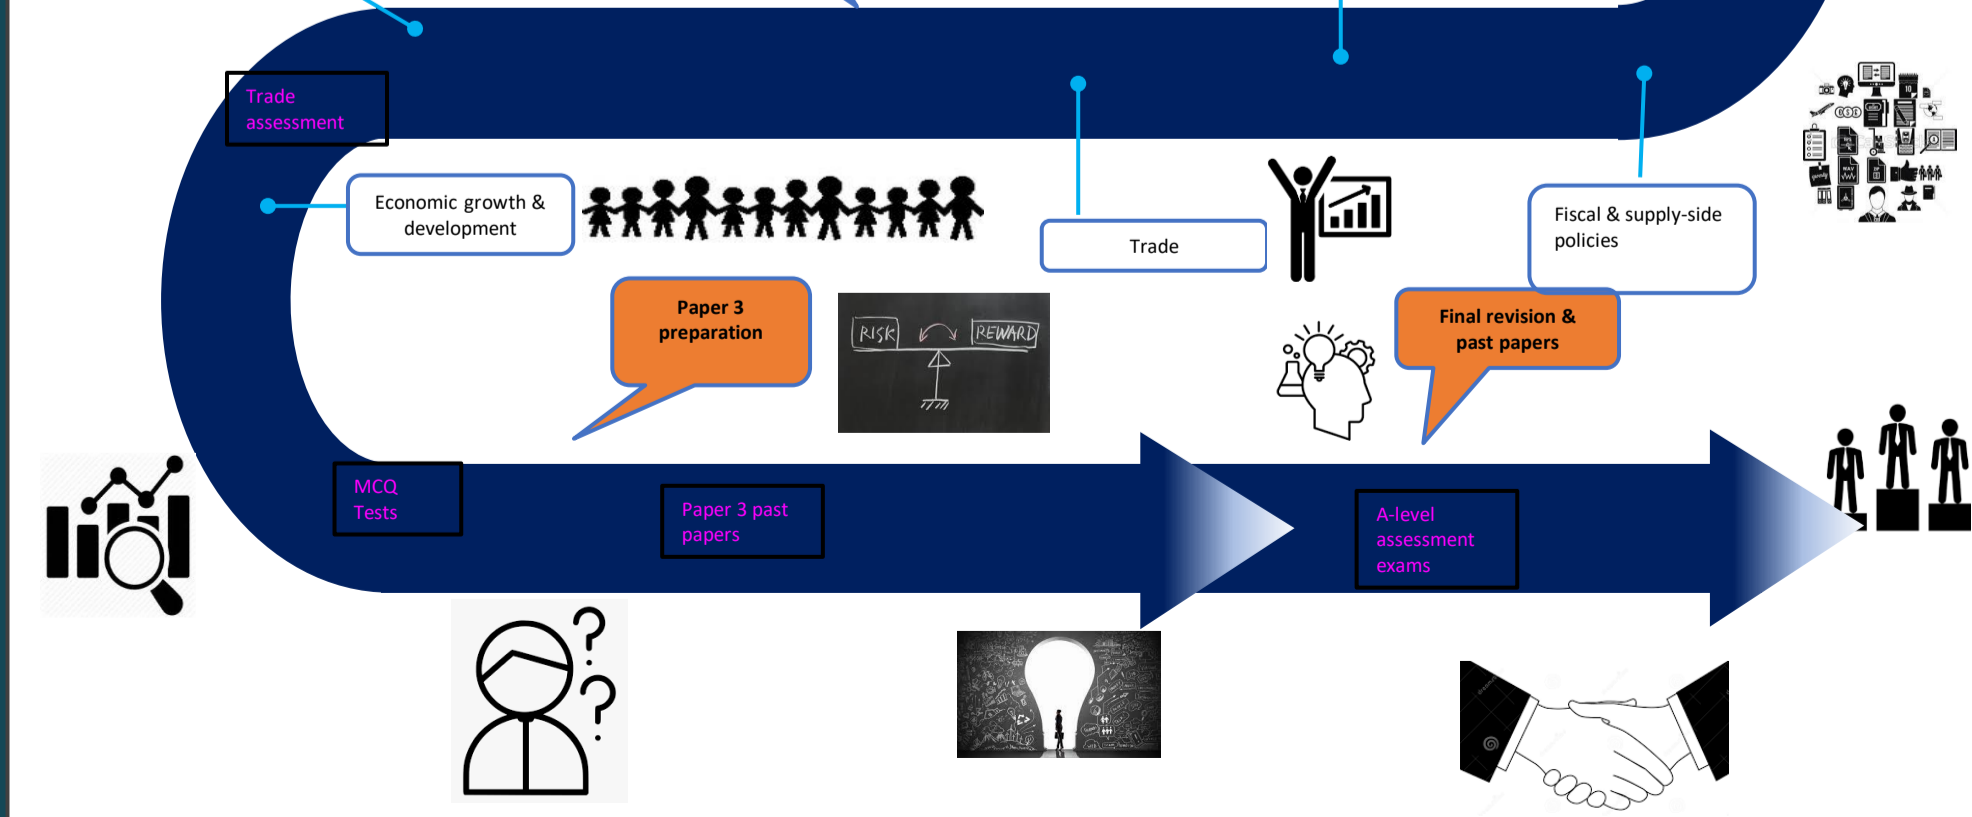 Trade
assessment
Economic growth &
development
Trade
Fiscal & supply-side
policies
Paper 3
preparation
RISK
REWARD
Final revision &
past papers
MCQ
Tests
Paper 3 past
papers
A-level
assessment
exams